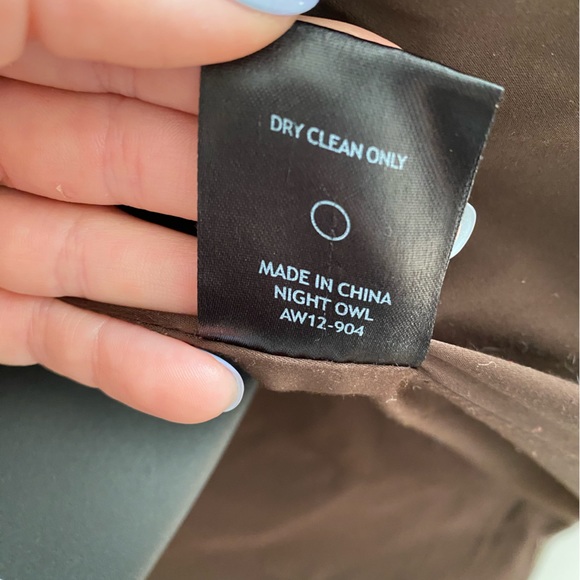 DRY CLEAN ONLY
MADE IN CHINA
NIGHT OWL
AW12-904